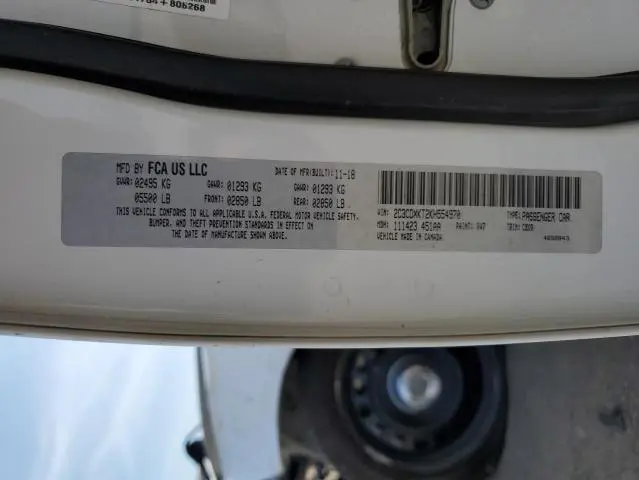 + 805268
MFD BY FCA US LLC DATE OF MFR(BUILT): 11-18
GVWR: 02495 KG GAWR: 01293 KG GAWR: 01293 KG
05500 LB FRONT: 02850 LB REAR: 02850 LB
THIS VEHICLE CONFORMS TO ALL APPLICABLE U.S.A. FEDERAL MOTOR VEHICLE SAFETY,
BUMPER, AND THEFT PREVENTION STANDARDS IN EFFECT ON
THE DATE OF MANUFACTURE SHOWN ABOVE.
VIN: 2C3CDXKT2KH554970 TYPE: PASSENGER CAR
MDH: 111423 451AA PAINT: PW7 TRIM:
VEHICLE MADE IN CANADA